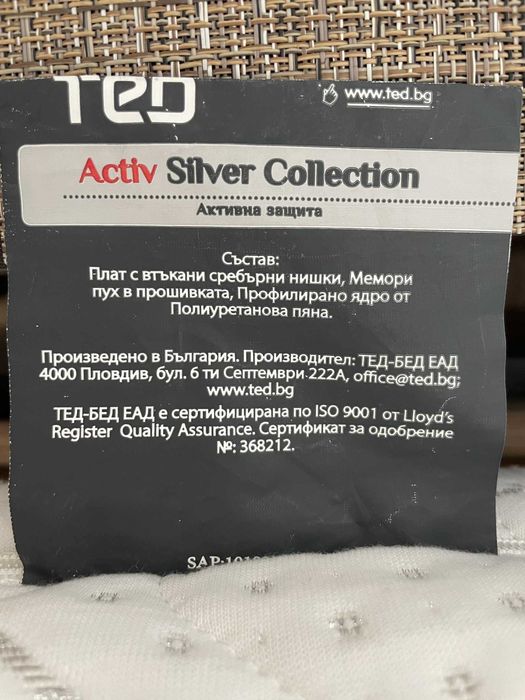 TED
www.ted.bg
Activ Silver Collection
Активна защита
Състав:
Плат с втъкани сребърни нишки, Мемори
пух в прошивката, Профилирано ядро от
Полиуретанова пяна.
Произведено в България. Производител: ТЕД-БЕД ЕАД
4000 Пловдив, бул. 6 ти Септември 222А, office@ted.bg;
www.ted.bg
ТЕД-БЕД ЕАД е сертифицирана по ISO 9001 от Lloyd's
Register Quality Assurance. Сертификат за одобрение
№: 368212.
SAP: